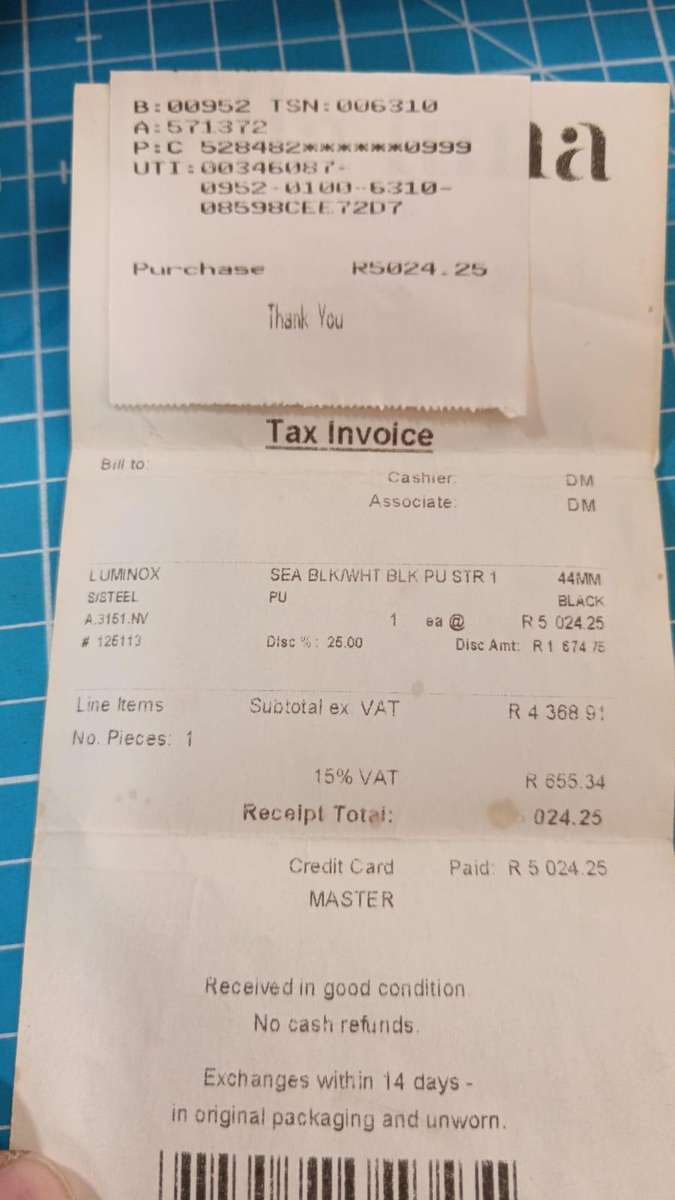 B:00952 TSN:006310
A:571372
P:C 528482******0999
UTI:00346087-
0952-0100-6310-
08598CEE72D7
Purchase R5024.25
Thank You
Tax Invoice
Bill to:
Cashier: DM
Associate: DM
LUMINOX SEA BLK/WHT BLK PU STR 1 44MM
S/STEEL PU BLACK
A.3151.NV 1 ea @ R 5 024.25
# 125113 Disc %: 25.00 Disc Amt: R 1 674.75
Line Items Subtotal ex. VAT R 4 368.91
No. Pieces: 1
15% VAT R 655.34
Receipt Total: 024.25
Credit Card Paid: R 5 024.25
MASTER
Received in good condition.
No cash refunds.
Exchanges within 14 days -
in original packaging and unworn.